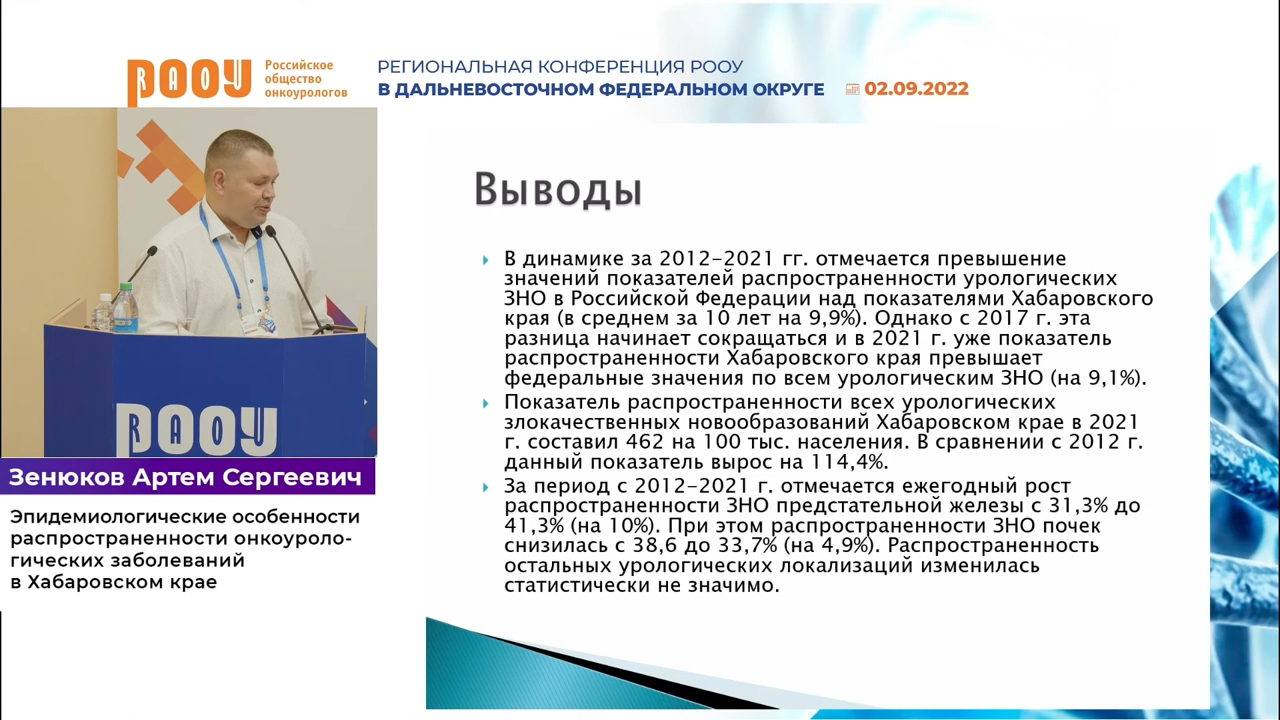 РООУ
Российское
общество
онкоурологов
РЕГИОНАЛЬНАЯ КОНФЕРЕНЦИЯ РООУ
В ДАЛЬНЕВОСТОЧНОМ ФЕДЕРАЛЬНОМ ОКРУГЕ
02.09.2022
Выводы
В динамике за 2012-2021 гг. отмечается превышение
значений показателей распространенности урологических
ЗНО в Российской Федерации над показателями Хабаровского
края (в среднем за 10 лет на 9,9%). Однако с 2017 г. эта
разница начинает сокращаться и в 2021 г. уже показатель
распространенности Хабаровского края превышает
федеральные значения по всем урологическим ЗНО (на 9,1%).
Показатель распространенности всех урологических
злокачественных новообразований Хабаровском крае в 2021
г. составил 462 на 100 тыс. населения. В сравнении с 2012 г.
данный показатель вырос на 114,4%.
За период с 2012-2021 г. отмечается ежегодный рост
распространенности ЗНО предстательной железы с 31,3% до
41,3% (на 10%). При этом распространенности ЗНО почек
снизилась с 38,6 до 33,7% (на 4,9%). Распространенность
остальных урологических локализаций изменилась
статистически не значимо.
РООУ
Зенюков Артем Сергеевич
Эпидемиологические особенности
распространенности онкоуроло-
гических заболеваний
в Хабаровском крае